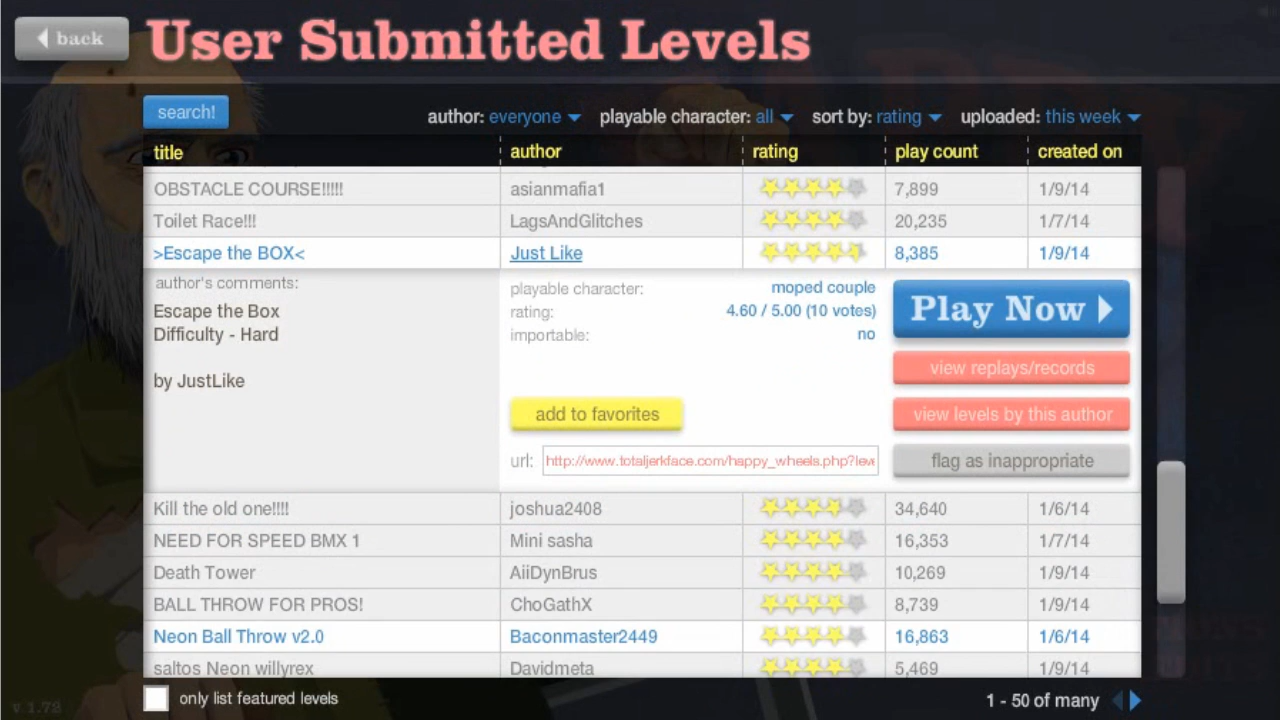 back
User Submitted Levels
search!
author: everyone playable character: all sort by: rating uploaded: this week
title author rating play count created on
OBSTACLE COURSE!!!!! asianmafia1 7,899 1/9/14
Toilet Race!!! LagsAndGlitches 20,235 1/7/14
>Escape the BOX< Just Like 8,385 1/9/14
author's comments:
Escape the Box
Difficulty - Hard
by JustLike
playable character: moped couple
rating: 4.60 / 5.00 (10 votes)
importable: no
add to favorites
url: http://www.totaljerkface.com/happy_wheels.php?leve
Play Now
view replays/records
view levels by this author
flag as inappropriate
Kill the old one!!!! joshua2408 34,640 1/6/14
NEED FOR SPEED BMX 1 Mini sasha 16,353 1/7/14
Death Tower AiiDynBrus 10,269 1/9/14
BALL THROW FOR PROS! ChoGathX 8,739 1/9/14
Neon Ball Throw v2.0 Baconmaster2449 16,863 1/6/14
saltos Neon willyrex Davidmeta 5,469 1/9/14
only list featured levels
1 - 50 of many
v.1.72